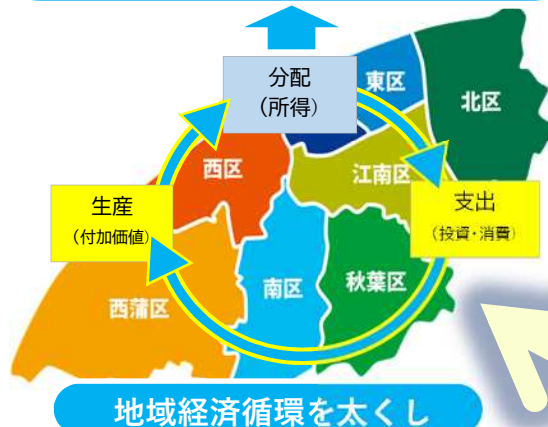 分配
（所得）
東区
北区
西区
江南区
生産
（付加価値）
支出
（投資・消費）
南区
秋葉区
西蒲区
地域経済循環を太くし